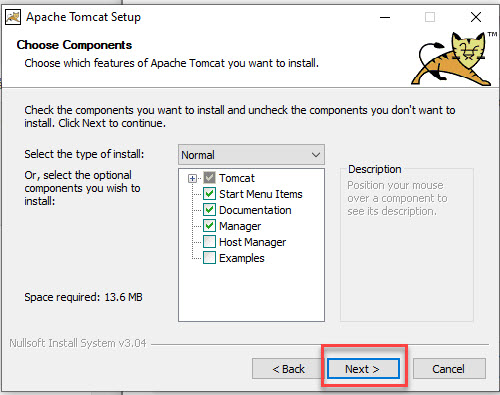 Apache Tomcat Setup
Choose Components
Choose which features of Apache Tomcat you want to install.
TM
Check the components you want to install and uncheck the components you don't want to
install. Click Next to continue.
Select the type of install:
Normal
Or, select the optional
components you wish to
install:
Tomcat
Start Menu Items
Documentation
Manager
Host Manager
Examples
Description
Position your mouse
over a component to
see its description.
Space required: 13.6 MB
Nullsoft Install System v3.04
< Back
Next >
Cancel